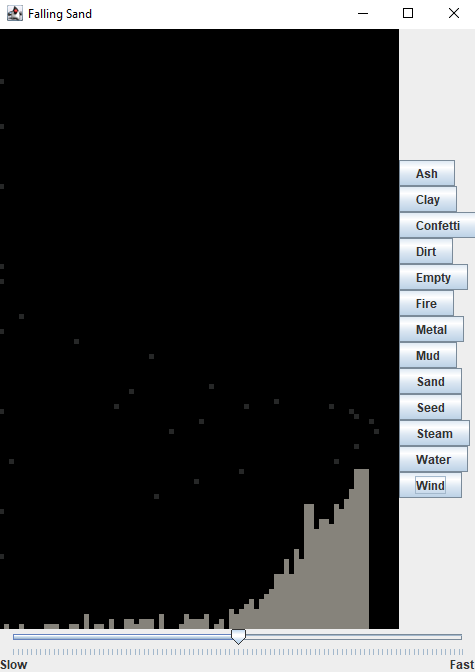 Falling Sand
Ash
Clay
Confetti
Dirt
Empty
Fire
Metal
Mud
Sand
Seed
Steam
Water
Wind
Slow Fast